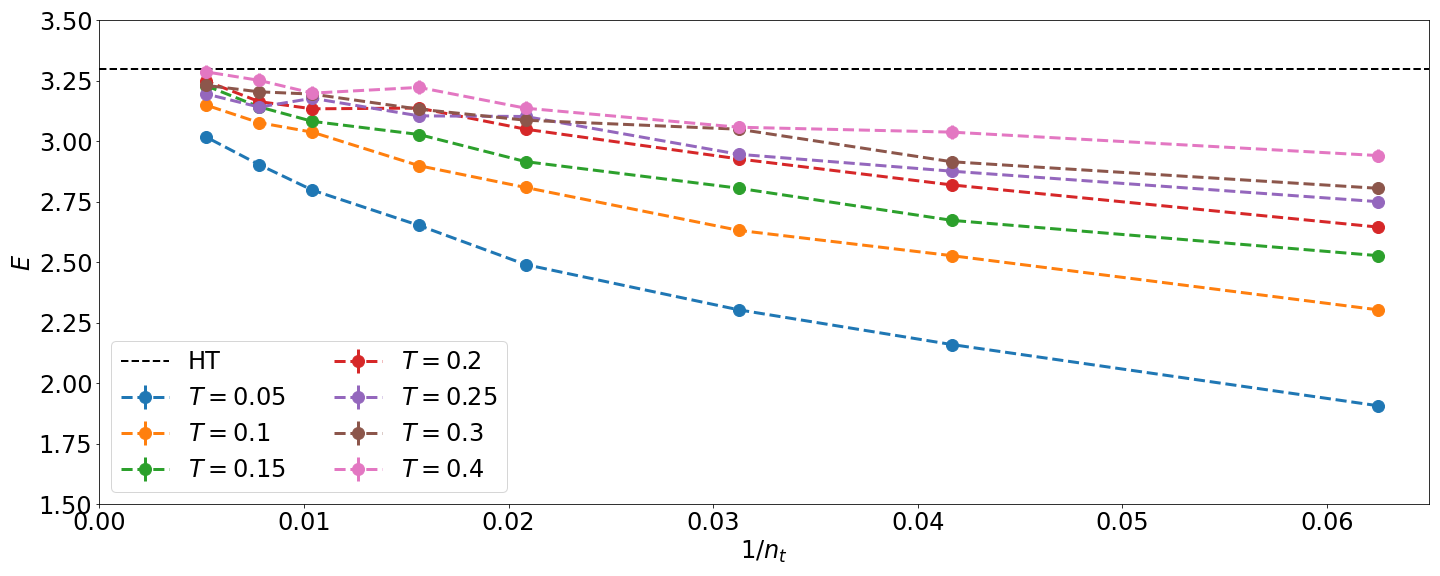 3.50
3.25
3.00
2.75
2.50
2.25
2.00
1.75
1.50
E
HT
T = 0.05
T = 0.1
T = 0.15
T = 0.2
T = 0.25
T = 0.3
T = 0.4
0.00 0.01 0.02 0.03 0.04 0.05 0.06
1/n_t